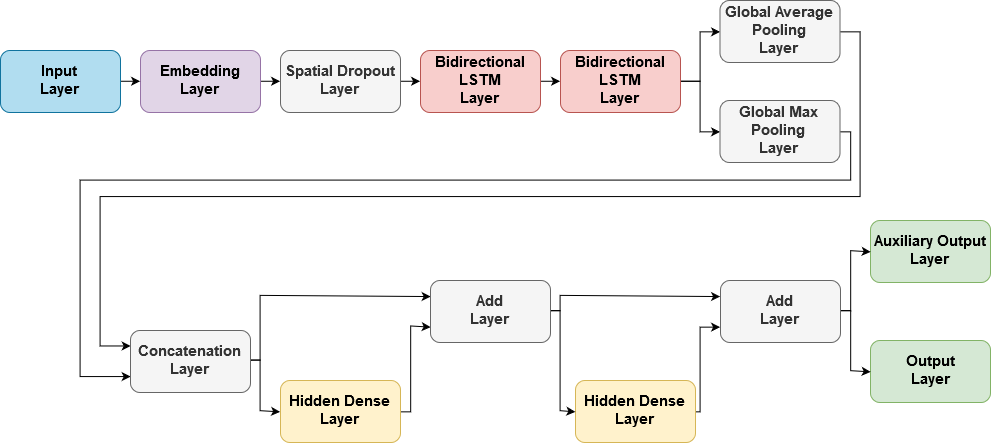 Input
Layer
Embedding
Layer
Spatial Dropout
Layer
Bidirectional
LSTM
Layer
Bidirectional
LSTM
Layer
Global Average
Pooling
Layer
Global Max
Pooling
Layer
Concatenation
Layer
Hidden Dense
Layer
Add
Layer
Hidden Dense
Layer
Add
Layer
Auxiliary Output
Layer
Output
Layer